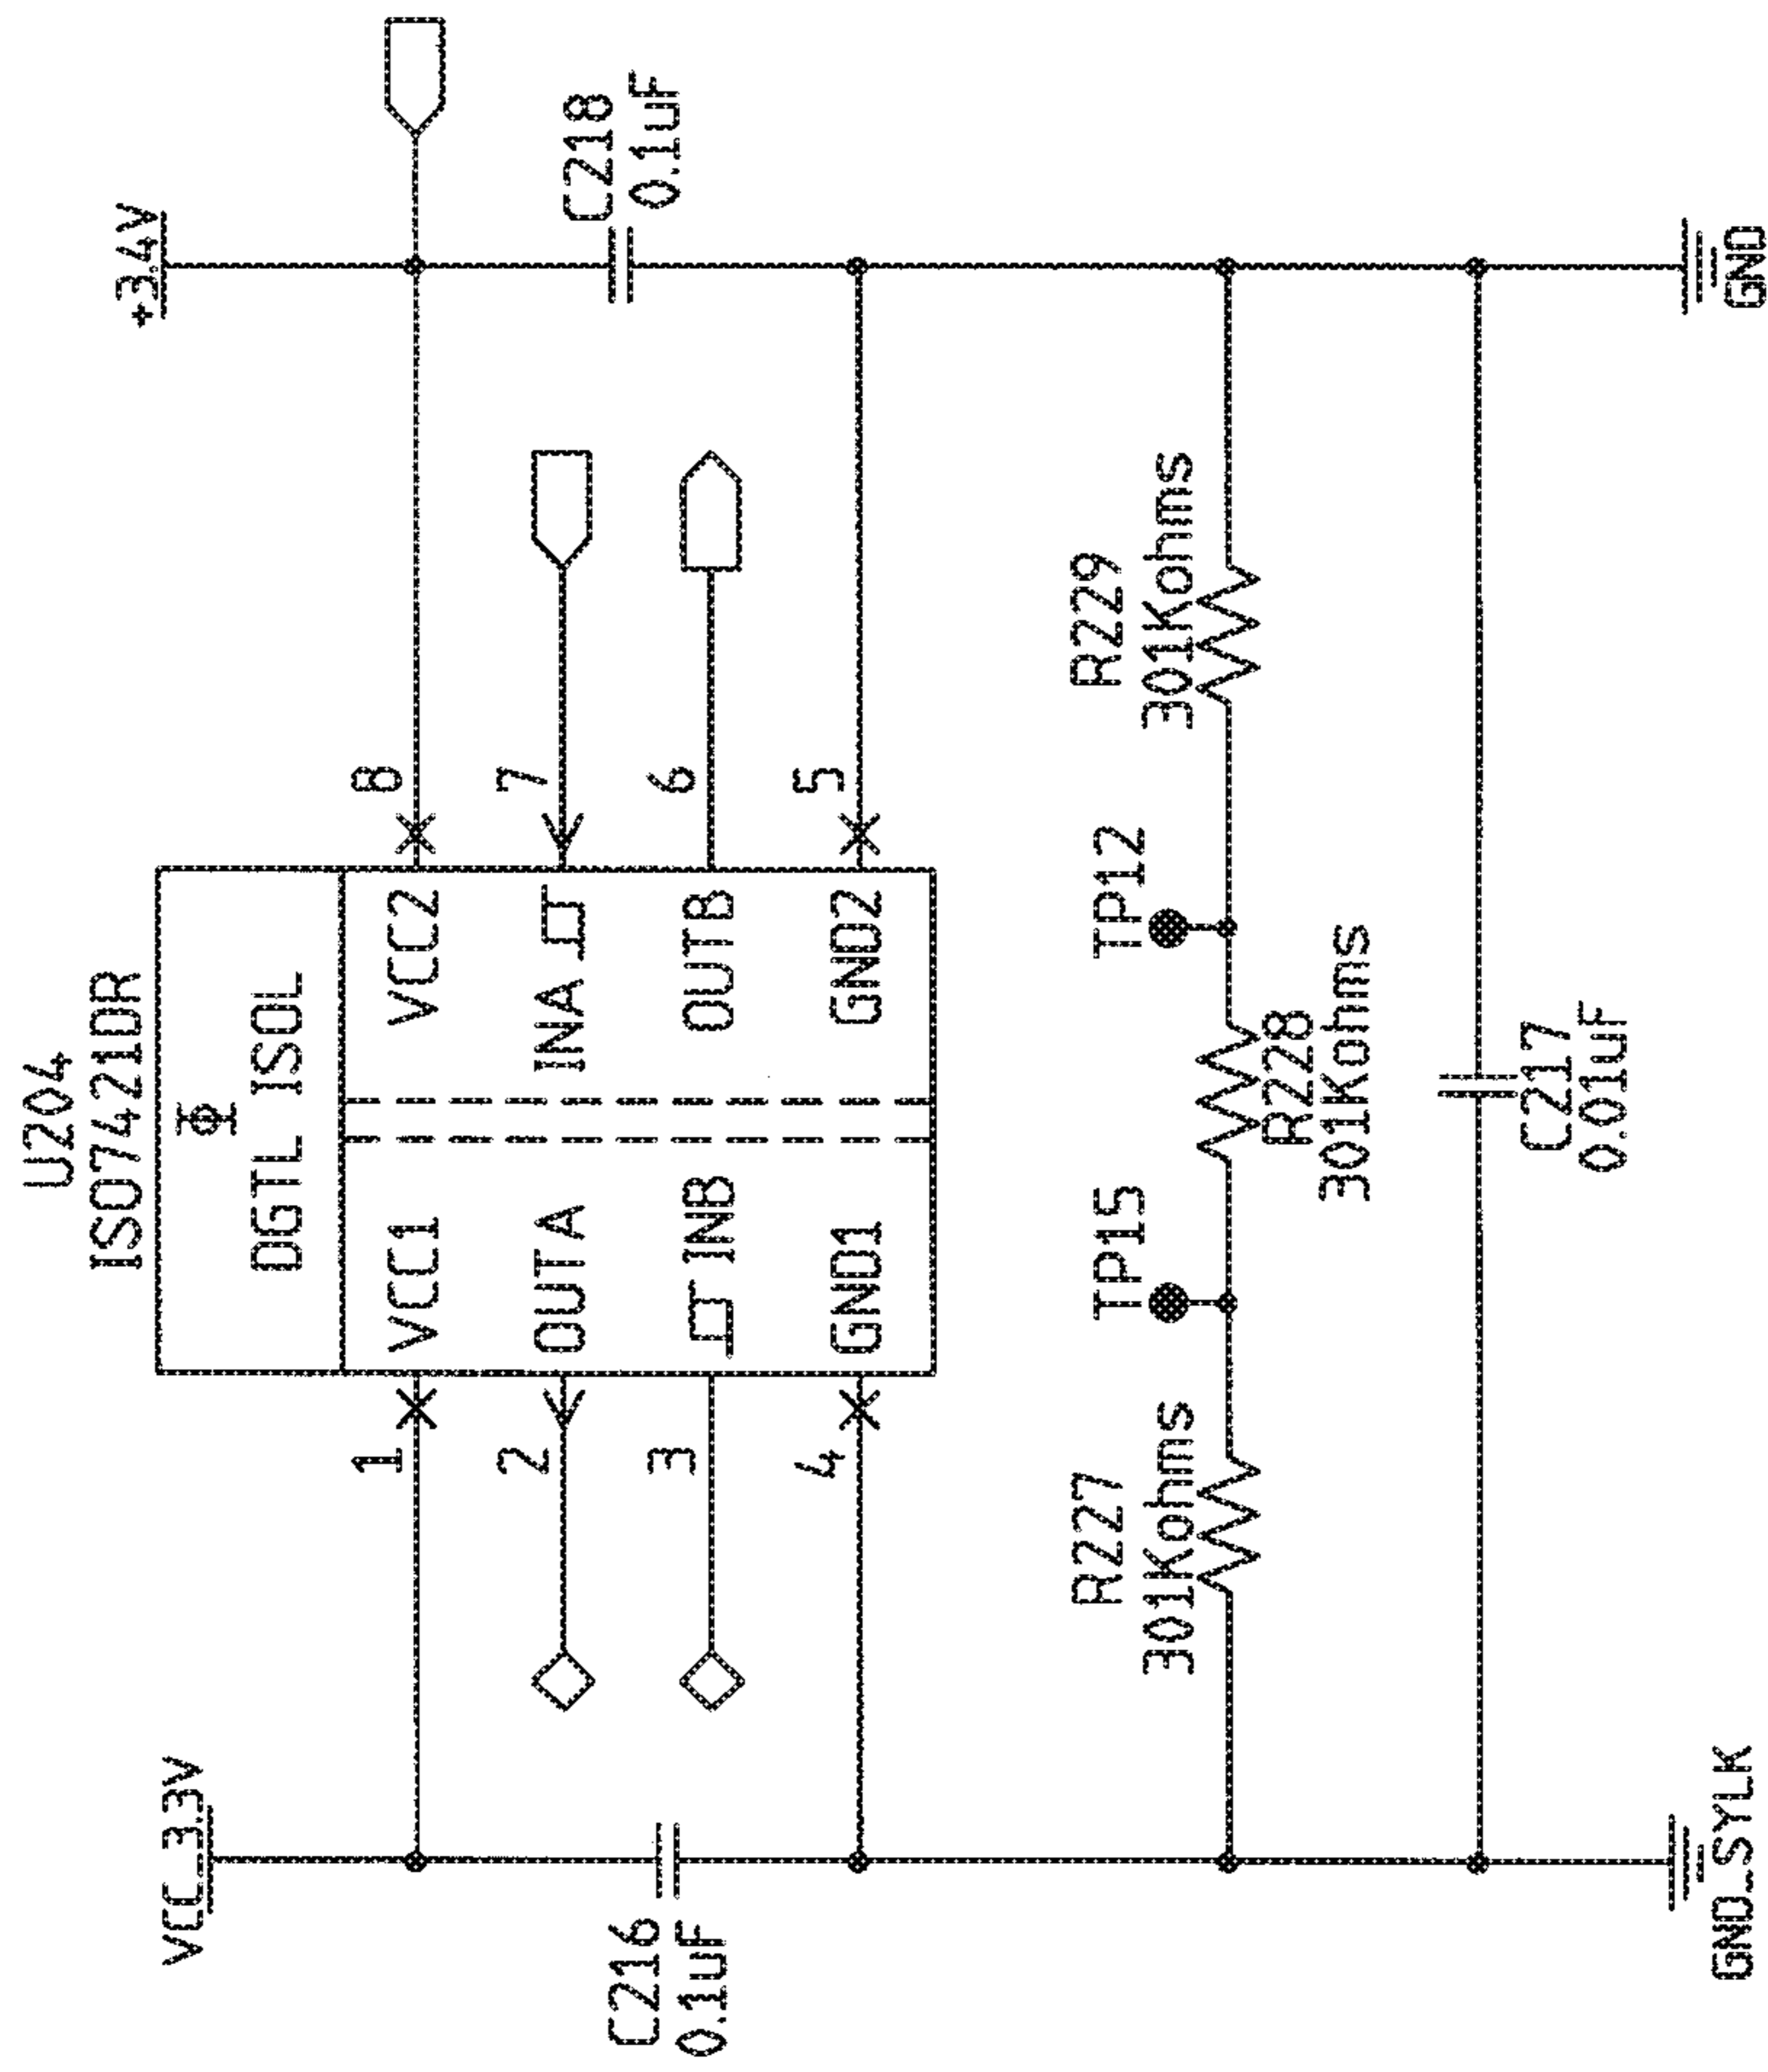 U204
ISO7421DR
DGTL ISOL
VCC_3.3V
+3.4V
1
VCC1
VCC2
8
2
OUTA
INA
7
3
INB
OUTB
6
4
GND1
GND2
5
C216
0.1uF
C218
0.1uF
R227
301Kohms
TP15
TP12
R229
301Kohms
R228
301Kohms
C217
0.01uF
GND_SYLK
GND